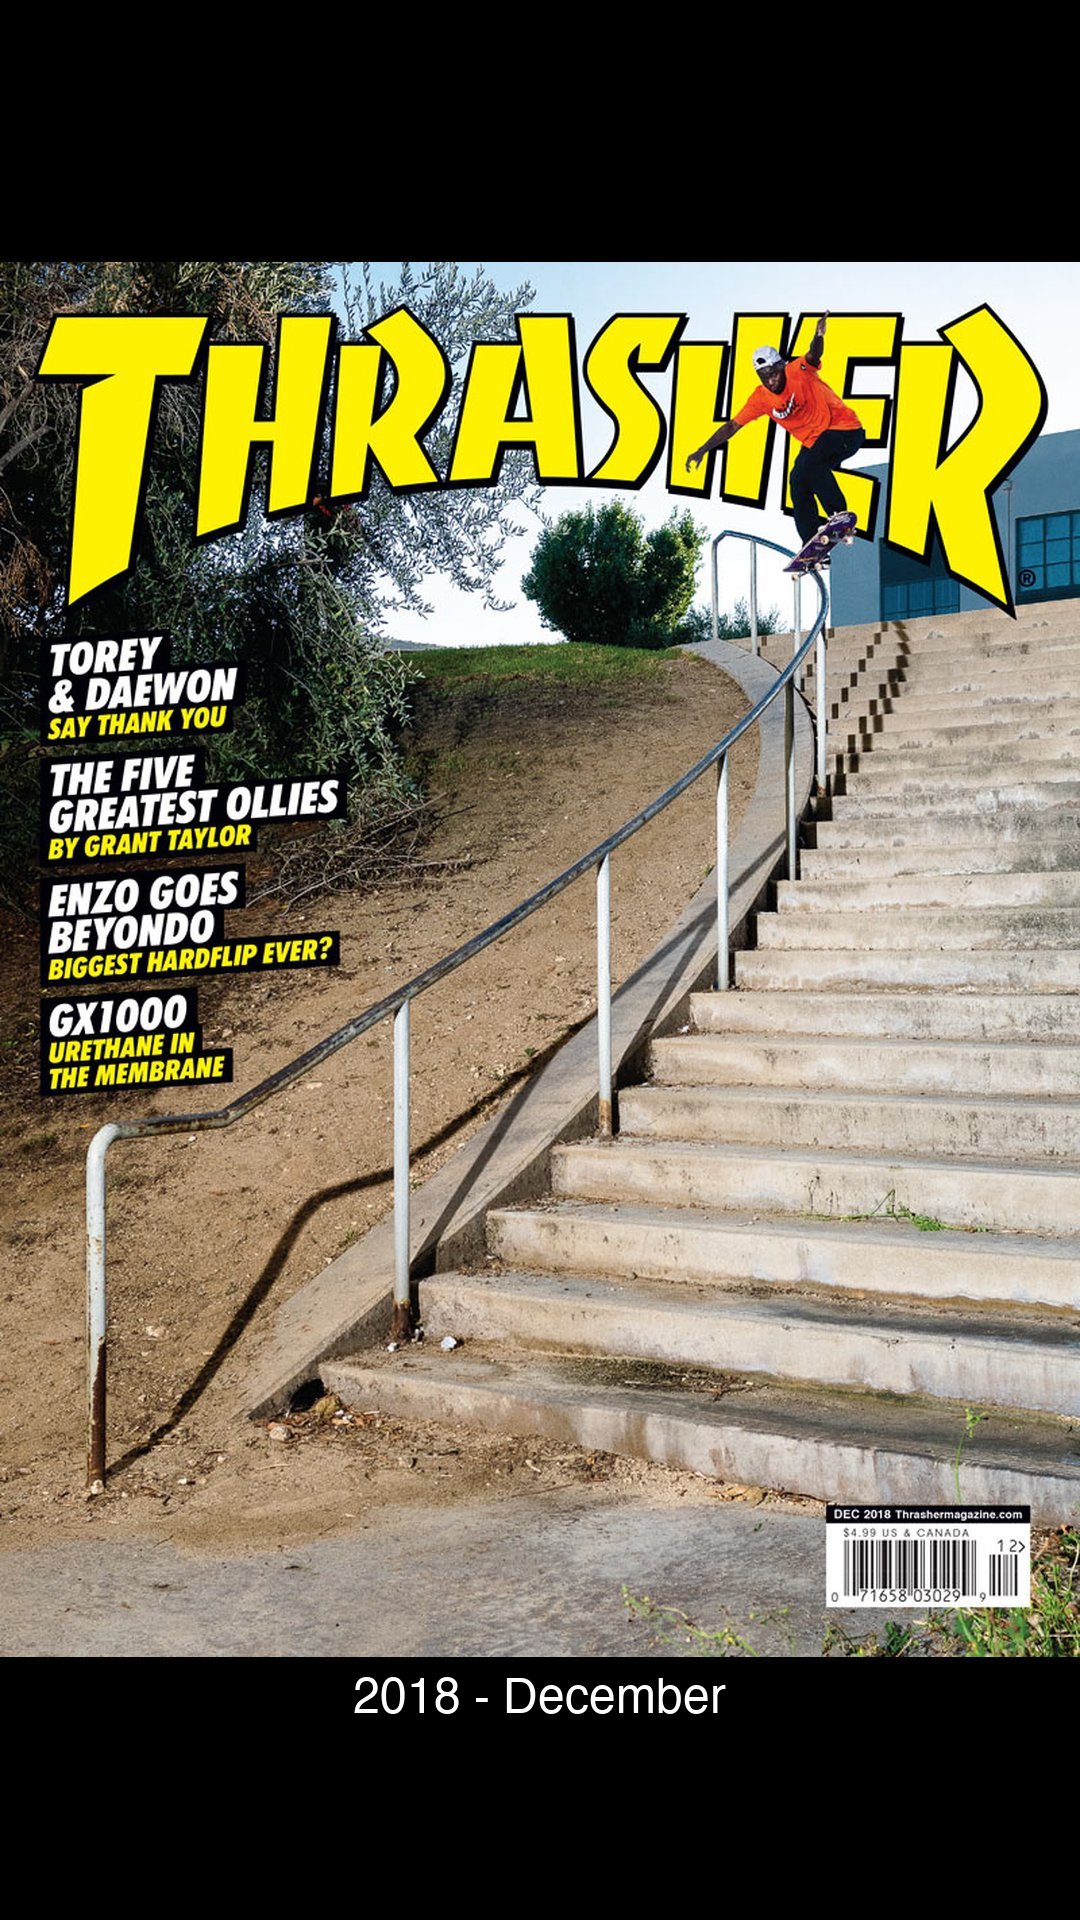 THRASHER
®
TOREY
& DAEWON
SAY THANK YOU
THE FIVE
GREATEST OLLIES
BY GRANT TAYLOR
ENZO GOES
BEYONDO
BIGGEST HARDFLIP EVER?
GX1000
URETHANE IN
THE MEMBRANE
DEC 2018 Thrashermagazine.com
$4.99 US & CANADA
12>
0 71658 03029 9
2018 - December